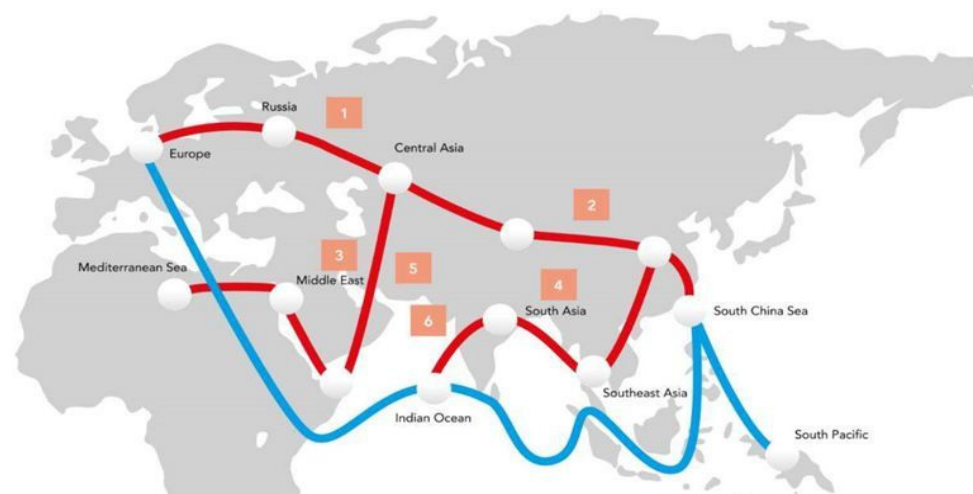 Russia
1
Europe
Central Asia
2
Mediterranean Sea
3
Middle East
5
4
6
South Asia
South China Sea
Indian Ocean
Southeast Asia
South Pacific